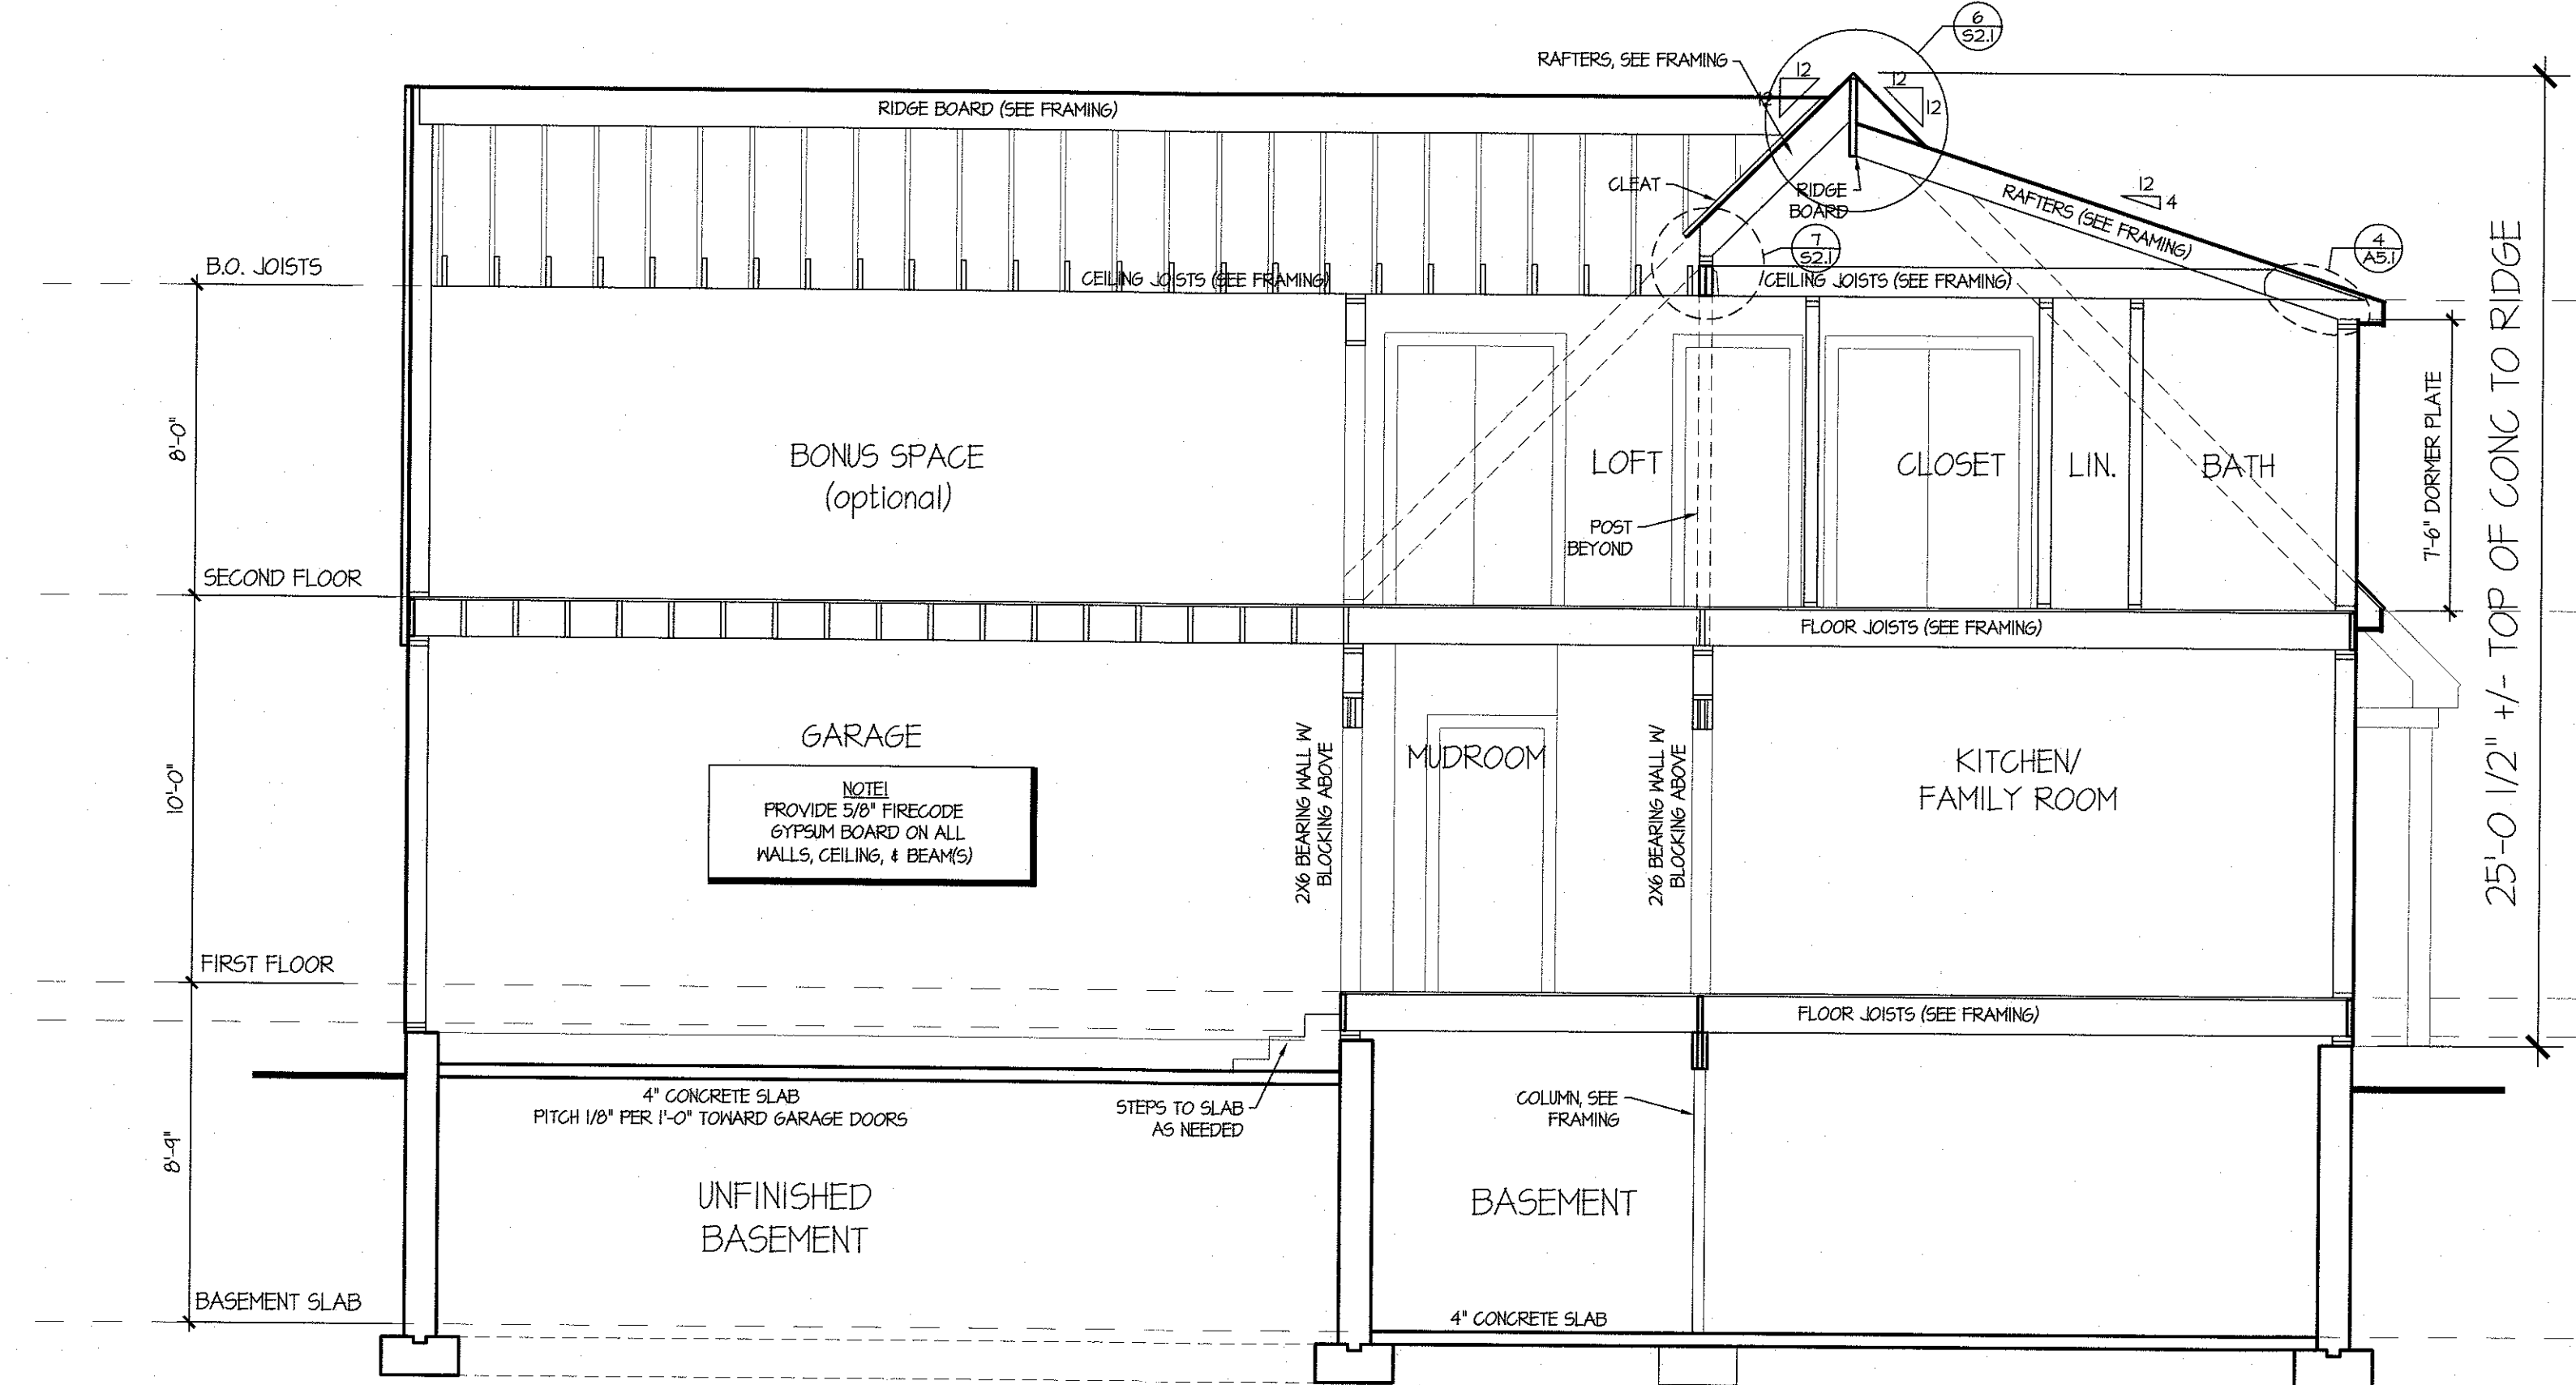 6
S2.1
RAFTERS, SEE FRAMING
12
12
12
12
RIDGE BOARD (SEE FRAMING)
CLEAT
RIDGE
BOARD
12
4
RAFTERS (SEE FRAMING)
7
S2.1
4
A5.1
B.O. JOISTS
CEILING JOISTS (SEE FRAMING)
CEILING JOISTS (SEE FRAMING)
8'-0"
BONUS SPACE
(optional)
LOFT
CLOSET
LIN.
BATH
POST
BEYOND
7'-6" DORMER PLATE
25'-0 1/2" +/- TOP OF CONC TO RIDGE
SECOND FLOOR
FLOOR JOISTS (SEE FRAMING)
10'-0"
GARAGE
NOTE!
PROVIDE 5/8" FIRECODE
GYPSUM BOARD ON ALL
WALLS, CEILING, & BEAM(S)
2X6 BEARING WALL W/
BLOCKING ABOVE
MUDROOM
2X6 BEARING WALL W/
BLOCKING ABOVE
KITCHEN/
FAMILY ROOM
FIRST FLOOR
FLOOR JOISTS (SEE FRAMING)
8'-9"
4" CONCRETE SLAB
PITCH 1/8" PER 1'-0" TOWARD GARAGE DOORS
STEPS TO SLAB
AS NEEDED
COLUMN, SEE
FRAMING
UNFINISHED
BASEMENT
BASEMENT
BASEMENT SLAB
4" CONCRETE SLAB